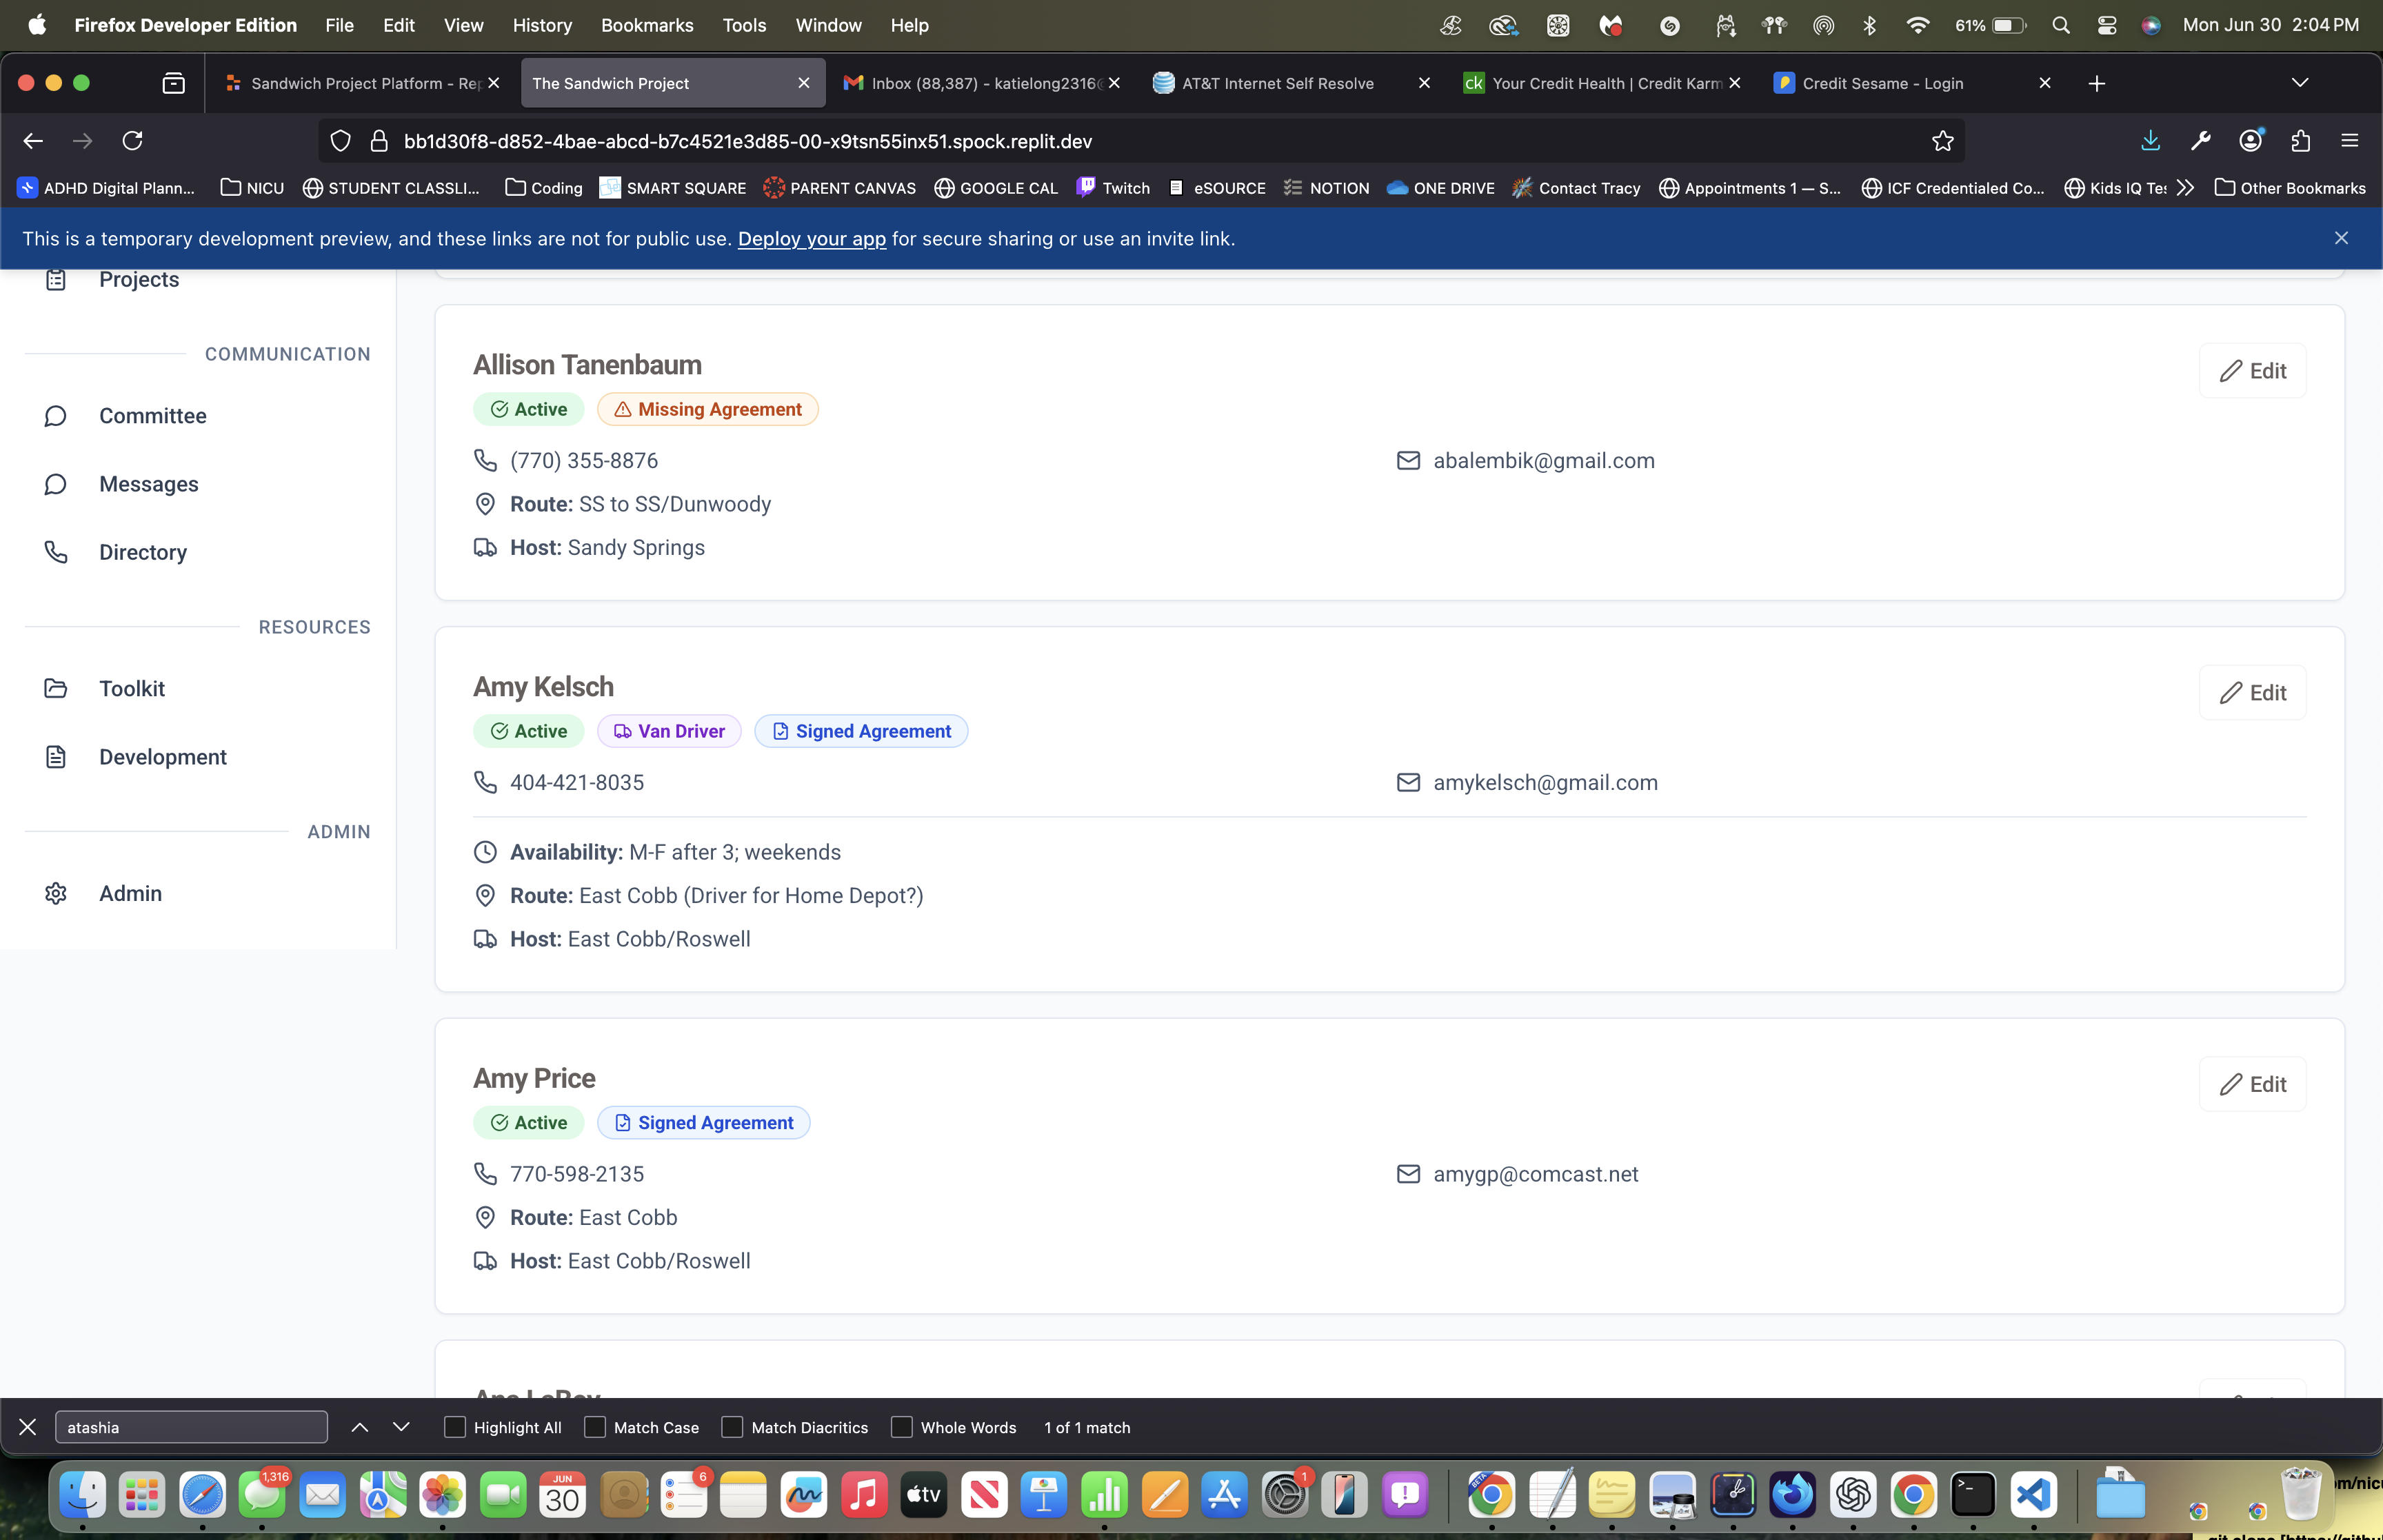 Firefox Developer Edition File Edit View History Bookmarks Tools Window Help 61% Mon Jun 30 2:04 PM
Sandwich Project Platform - Rep
The Sandwich Project
Inbox (88,387) - katielong2316@
AT&T Internet Self Resolve
ck Your Credit Health | Credit Karm
Credit Sesame - Login
bb1d30f8-d852-4bae-abcd-b7c4521e3d85-00-x9tsn55inx51.spock.replit.dev
ADHD Digital Plann... NICU STUDENT CLASSLI... Coding SMART SQUARE PARENT CANVAS GOOGLE CAL Twitch eSOURCE NOTION ONE DRIVE Contact Tracy Appointments 1 — S... ICF Credentialed Co... Kids IQ Tes Other Bookmarks
This is a temporary development preview, and these links are not for public use. Deploy your app for secure sharing or use an invite link.
Projects
COMMUNICATION
Committee
Messages
Directory
RESOURCES
Toolkit
Development
ADMIN
Admin
Allison Tanenbaum
Edit
Active Missing Agreement
(770) 355-8876 abalembik@gmail.com
Route: SS to SS/Dunwoody
Host: Sandy Springs
Amy Kelsch
Edit
Active Van Driver Signed Agreement
404-421-8035 amykelsch@gmail.com
Availability: M-F after 3; weekends
Route: East Cobb (Driver for Home Depot?)
Host: East Cobb/Roswell
Amy Price
Edit
Active Signed Agreement
770-598-2135 amygp@comcast.net
Route: East Cobb
Host: East Cobb/Roswell
atashia Highlight All Match Case Match Diacritics Whole Words 1 of 1 match
1,316
JUN
30
6
tv
1
BETA
om/nicu